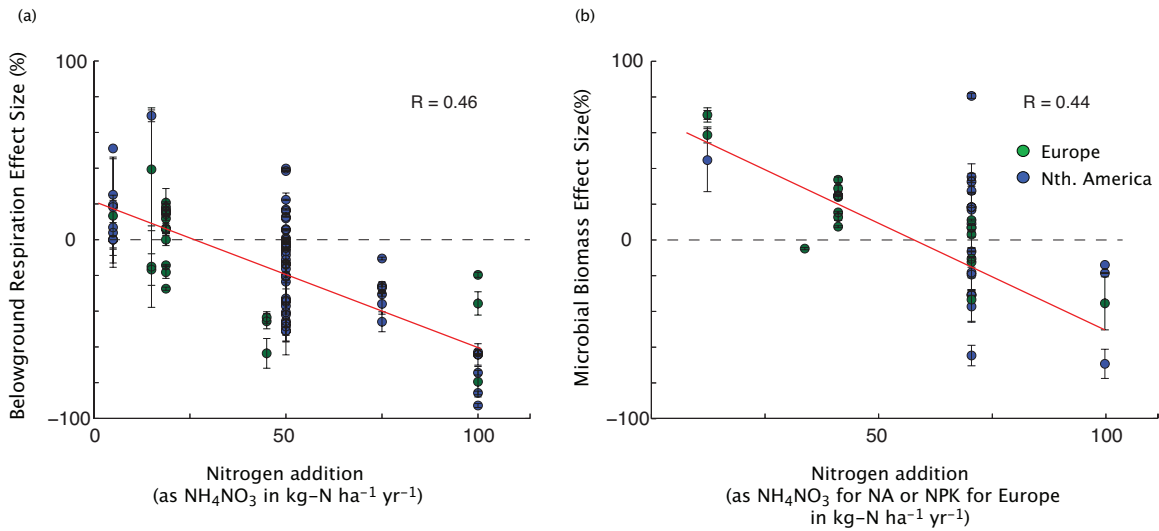 (a)
Belowground Respiration Effect Size (%)
100
0
−100
R = 0.46
0
50
100
Nitrogen addition
(as NH₄NO₃ in kg–N ha⁻¹ yr⁻¹)
(b)
Microbial Biomass Effect Size(%)
100
0
−100
R = 0.44
Europe
Nth. America
50
100
Nitrogen addition
(as NH₄NO₃ for NA or NPK for Europe
in kg–N ha⁻¹ yr⁻¹)